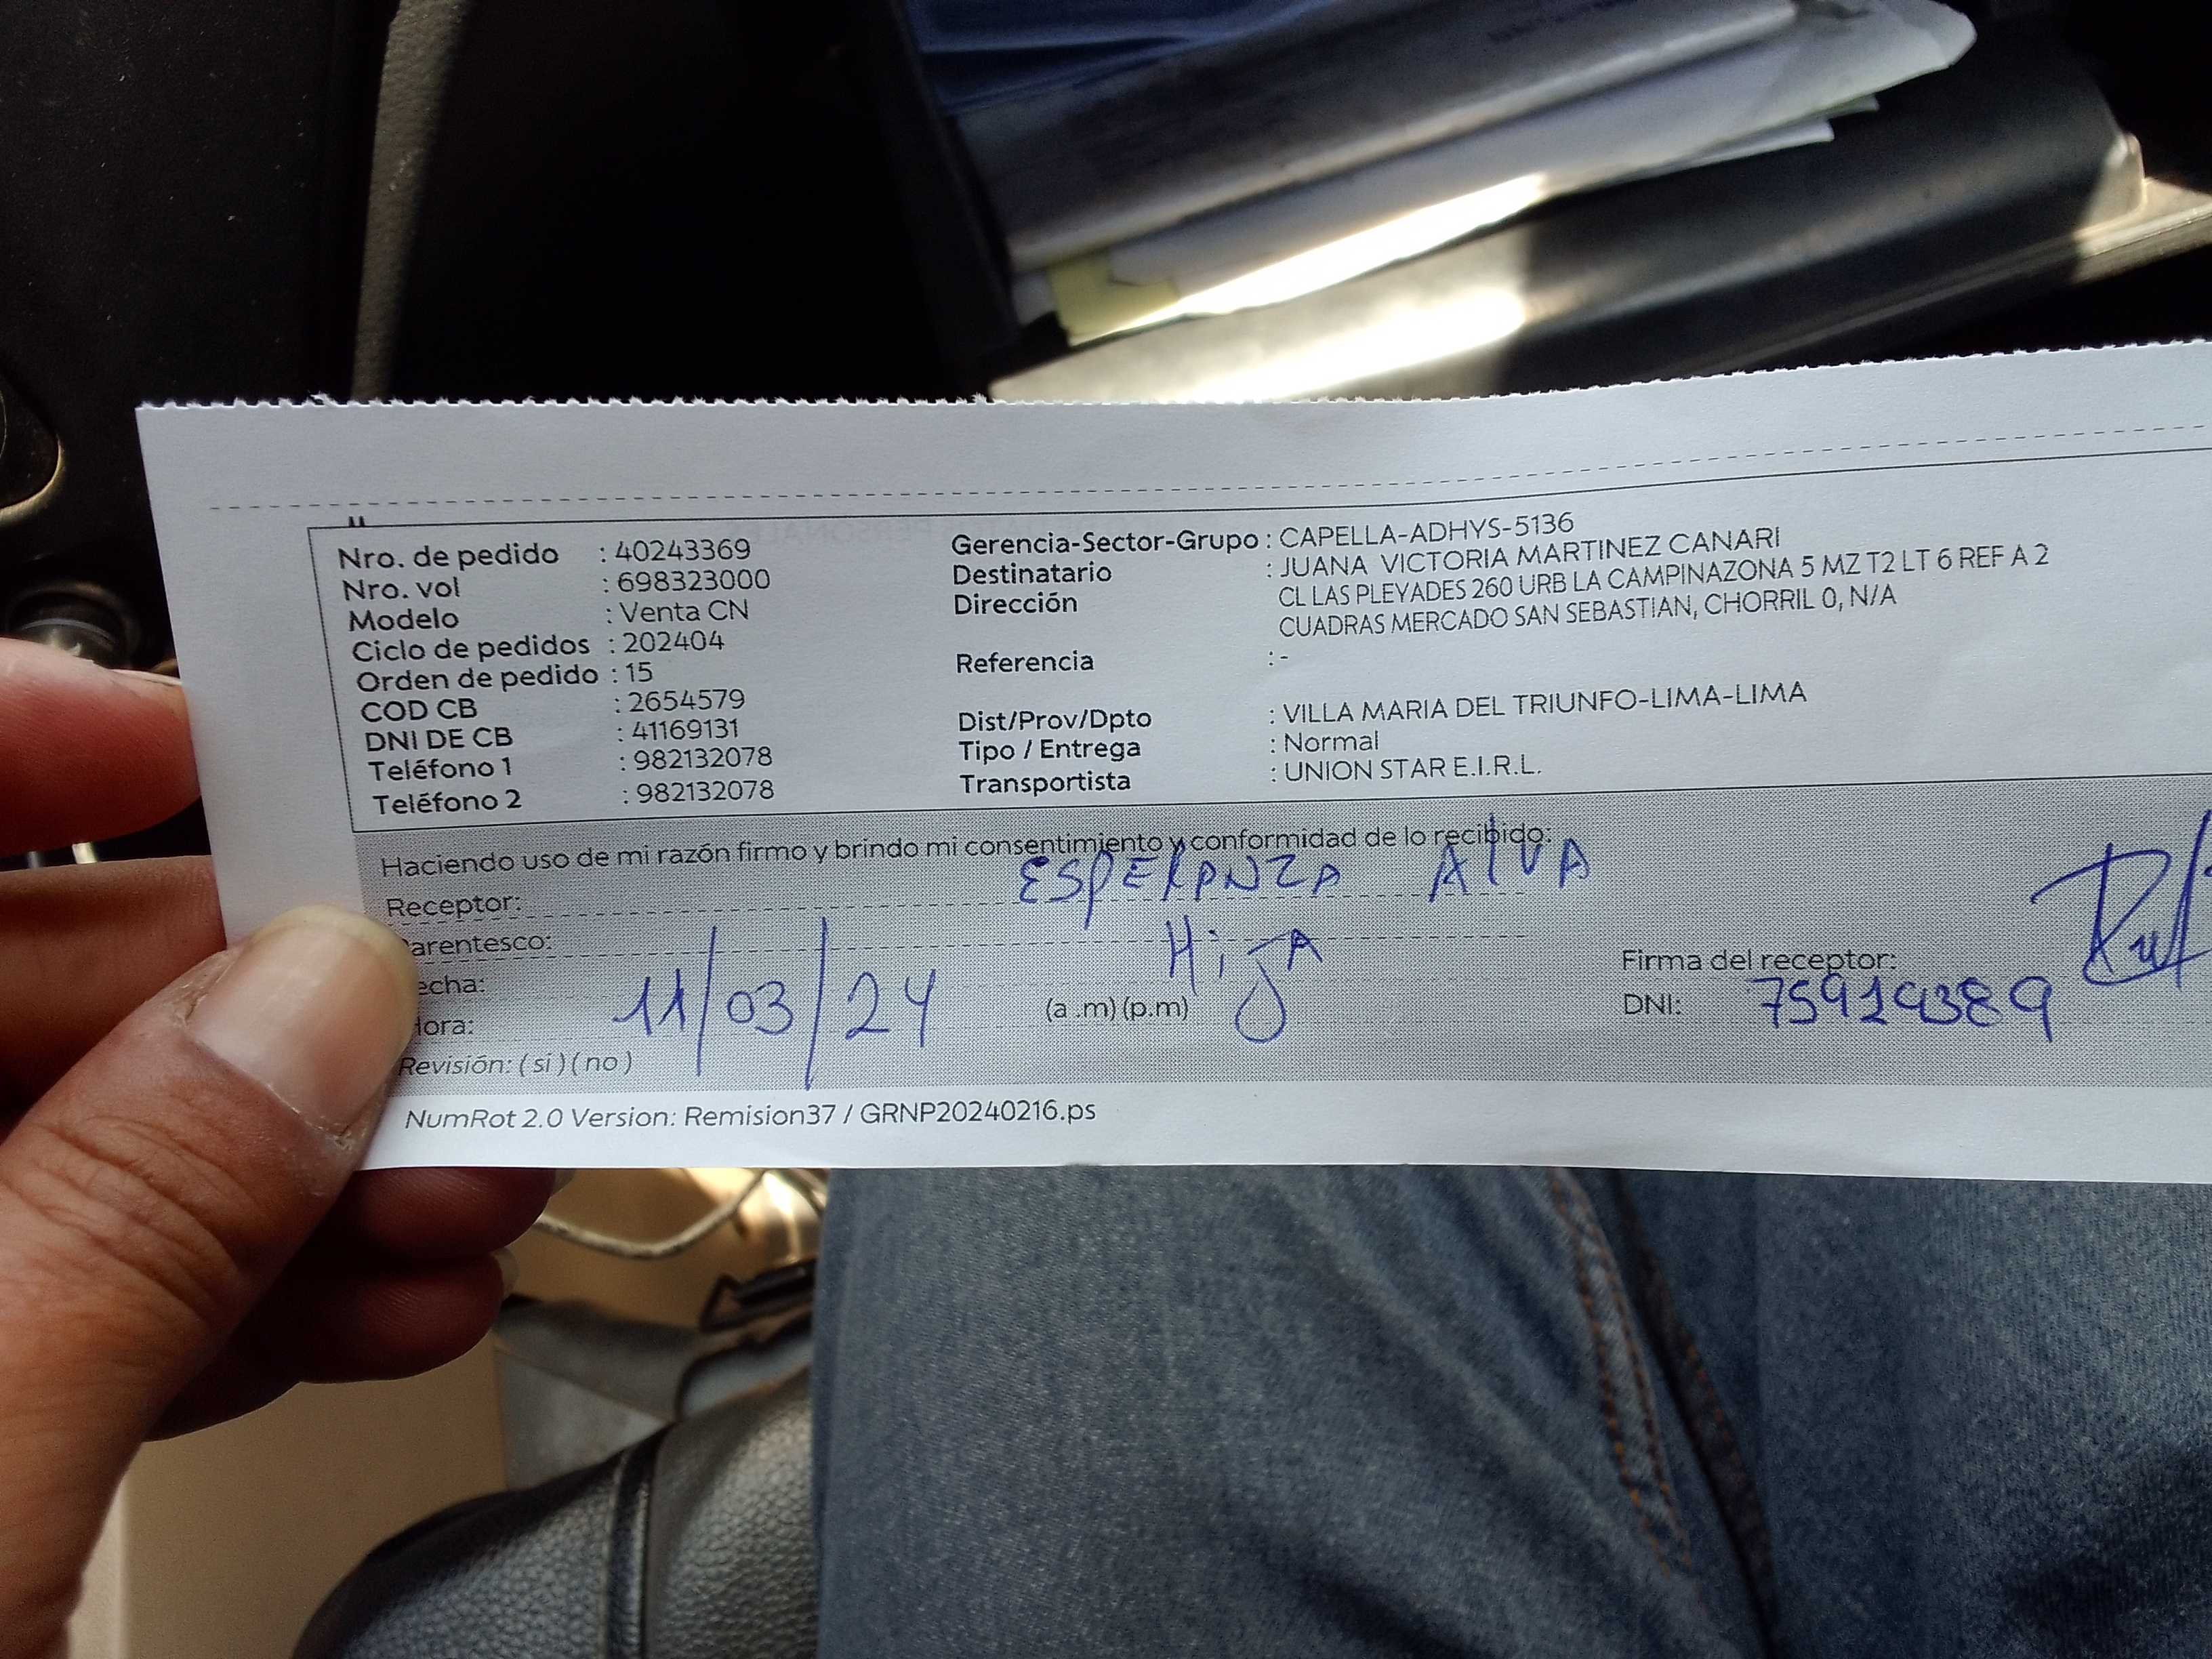 Nro. de pedido : 40243369
Nro. vol : 698323000
Modelo : Venta CN
Ciclo de pedidos : 202404
Orden de pedido : 15
COD CB : 2654579
DNI DE CB : 41169131
Teléfono 1 : 982132078
Teléfono 2 : 982132078
Gerencia-Sector-Grupo : CAPELLA-ADHYS-5136
Destinatario : JUANA VICTORIA MARTINEZ CANARI
Dirección CL LAS PLEYADES 260 URB LA CAMPINAZONA 5 MZ T2 LT 6 REF A 2
CUADRAS MERCADO SAN SEBASTIAN, CHORRIL 0, N/A
Referencia : -
Dist/Prov/Dpto : VILLA MARIA DEL TRIUNFO-LIMA-LIMA
Tipo / Entrega : Normal
Transportista : UNION STAR E.I.R.L.
Haciendo uso de mi razón firmo y brindo mi consentimiento y conformidad de lo recibido:
Receptor: ESPERANZA AlVA
arentesco: HijA
echa: 11/03/24
ora: (a .m) (p.m)
Revisión: ( si ) ( no )
Firma del receptor:
DNI: 75919389
NumRot 2.0 Version: Remision37 / GRNP20240216.ps